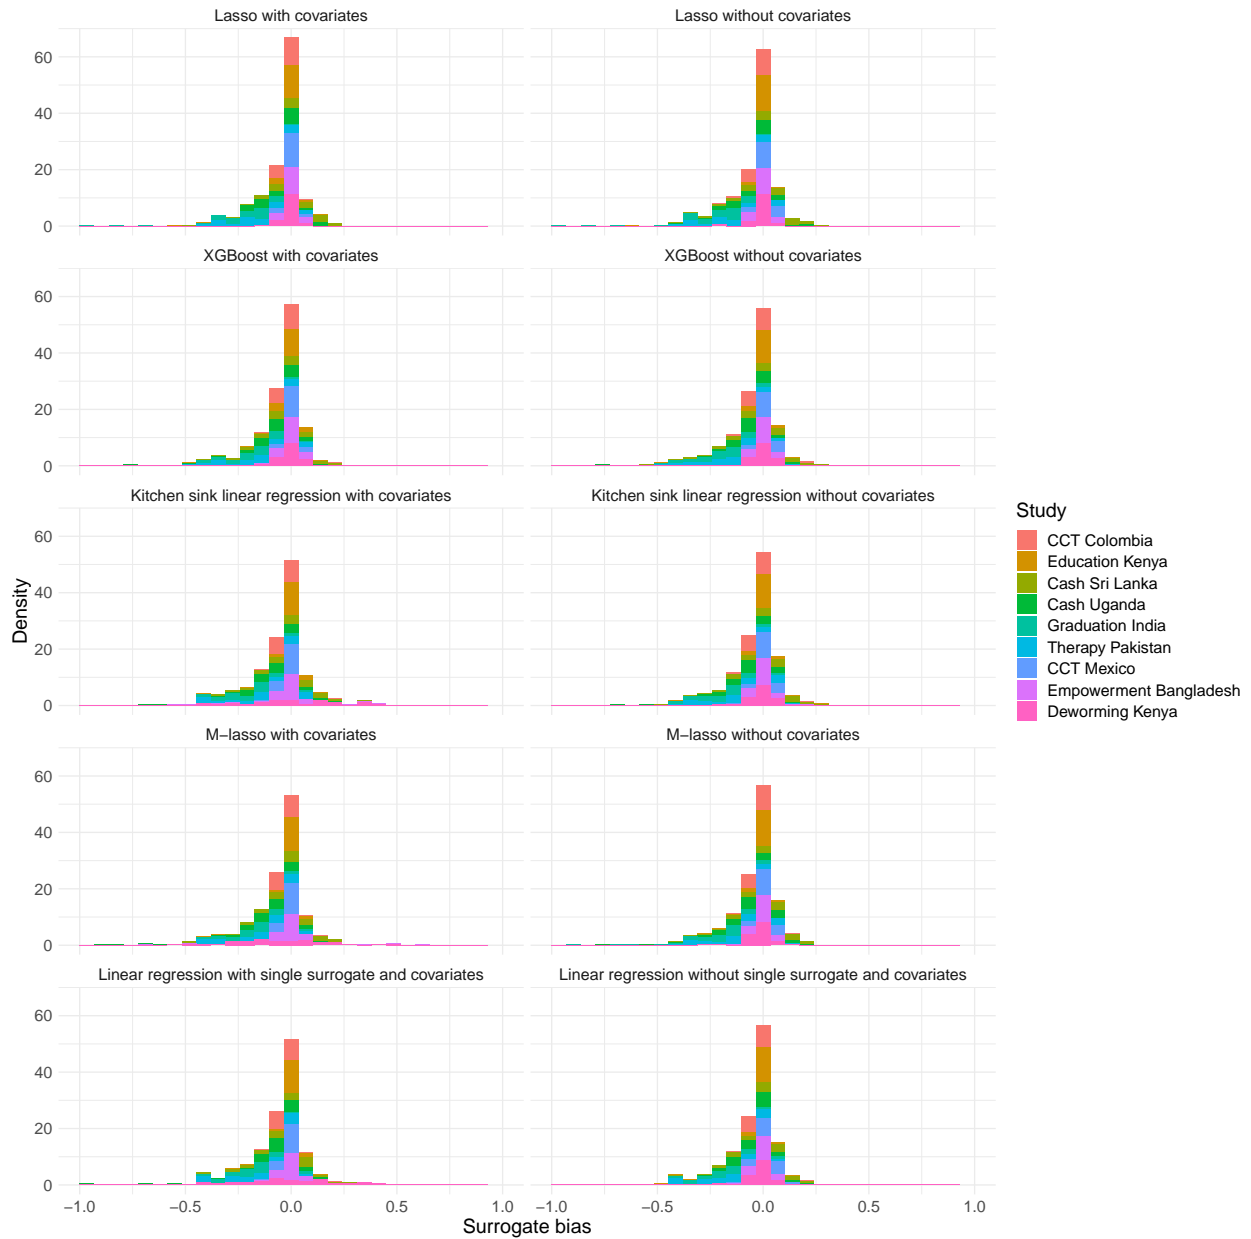 Lasso with covariates
Lasso without covariates
60
40
20
0
XGBoost with covariates
XGBoost without covariates
60
40
20
0
Kitchen sink linear regression with covariates
Kitchen sink linear regression without covariates
60
40
20
0
M−lasso with covariates
M−lasso without covariates
60
40
20
0
Linear regression with single surrogate and covariates
Linear regression without single surrogate and covariates
60
40
20
0
−1.0 −0.5 0.0 0.5 1.0
−1.0 −0.5 0.0 0.5 1.0
Surrogate bias
Density
Study
CCT Colombia
Education Kenya
Cash Sri Lanka
Cash Uganda
Graduation India
Therapy Pakistan
CCT Mexico
Empowerment Bangladesh
Deworming Kenya